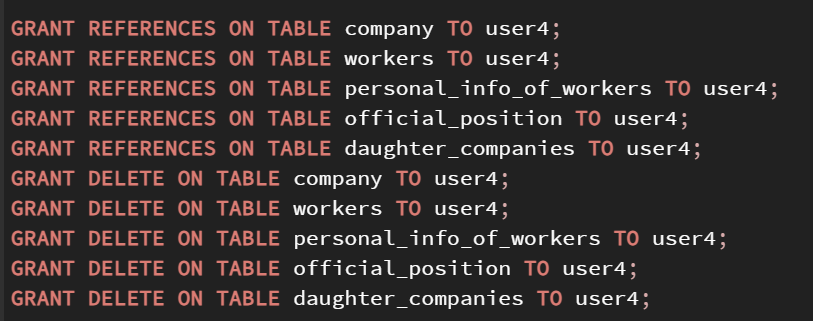 GRANT REFERENCES ON TABLE company TO user4;
GRANT REFERENCES ON TABLE workers TO user4;
GRANT REFERENCES ON TABLE personal_info_of_workers TO user4;
GRANT REFERENCES ON TABLE official_position TO user4;
GRANT REFERENCES ON TABLE daughter_companies TO user4;
GRANT DELETE ON TABLE company TO user4;
GRANT DELETE ON TABLE workers TO user4;
GRANT DELETE ON TABLE personal_info_of_workers TO user4;
GRANT DELETE ON TABLE official_position TO user4;
GRANT DELETE ON TABLE daughter_companies TO user4;